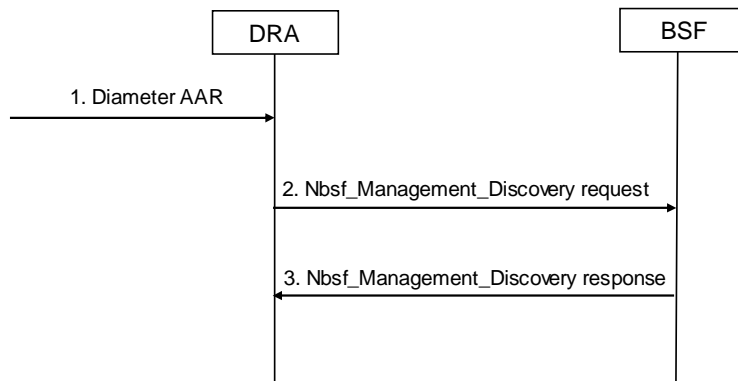 DRA
BSF
1. Diameter AAR
2. Nbsf_Management_Discovery request
3. Nbsf_Management_Discovery response